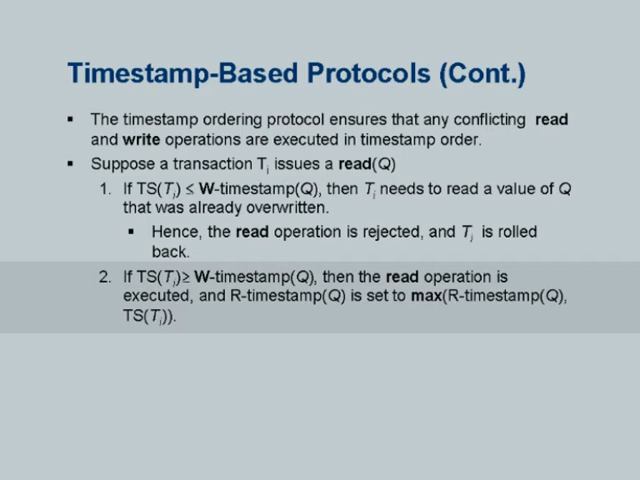 Timestamp-Based Protocols (Cont.)
▪ The timestamp ordering protocol ensures that any conflicting read
and write operations are executed in timestamp order.
▪ Suppose a transaction Ti issues a read(Q)
1. If TS(Ti) ≤ W-timestamp(Q), then Ti needs to read a value of Q
that was already overwritten.
▪ Hence, the read operation is rejected, and Ti is rolled
back.
2. If TS(Ti)≥ W-timestamp(Q), then the read operation is
executed, and R-timestamp(Q) is set to max(R-timestamp(Q),
TS(Ti)).